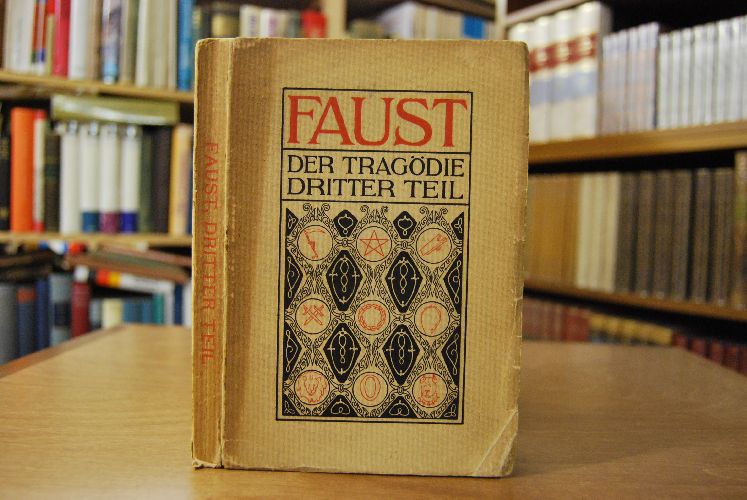 FAUST
DER TRAGÖDIE
DRITTER TEIL
FAUST, DRITTER TEIL